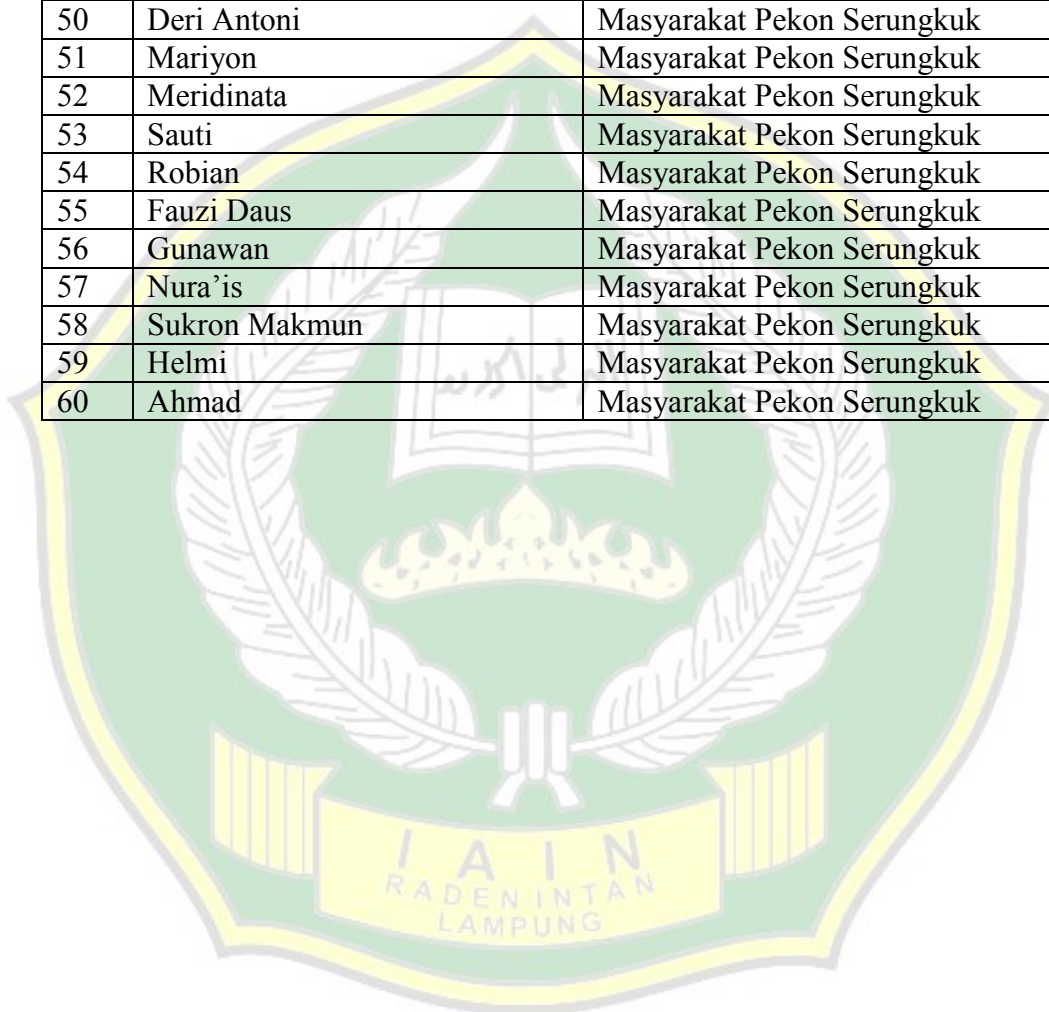 50 Deri Antoni Masyarakat Pekon Serungkuk
51 Mariyon Masyarakat Pekon Serungkuk
52 Meridinata Masyarakat Pekon Serungkuk
53 Sauti Masyarakat Pekon Serungkuk
54 Robian Masyarakat Pekon Serungkuk
55 Fauzi Daus Masyarakat Pekon Serungkuk
56 Gunawan Masyarakat Pekon Serungkuk
57 Nura’is Masyarakat Pekon Serungkuk
58 Sukron Makmun Masyarakat Pekon Serungkuk
59 Helmi Masyarakat Pekon Serungkuk
60 Ahmad Masyarakat Pekon Serungkuk
IAIN
RADEN INTAN
LAMPUNG